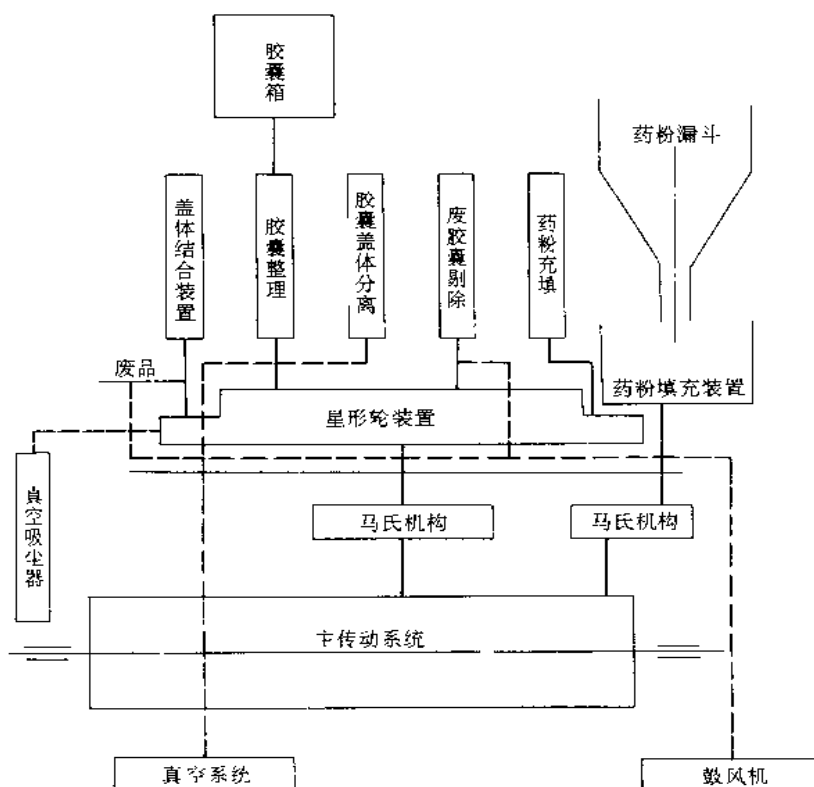 胶囊箱
药粉漏斗
盖体结合装置
胶囊整理
胶囊盖体分离
废胶囊剔除
药粉充填
废品
药粉填充装置
星形轮装置
真空吸尘器
马氏机构
马氏机构
主传动系统
真空系统
鼓风机